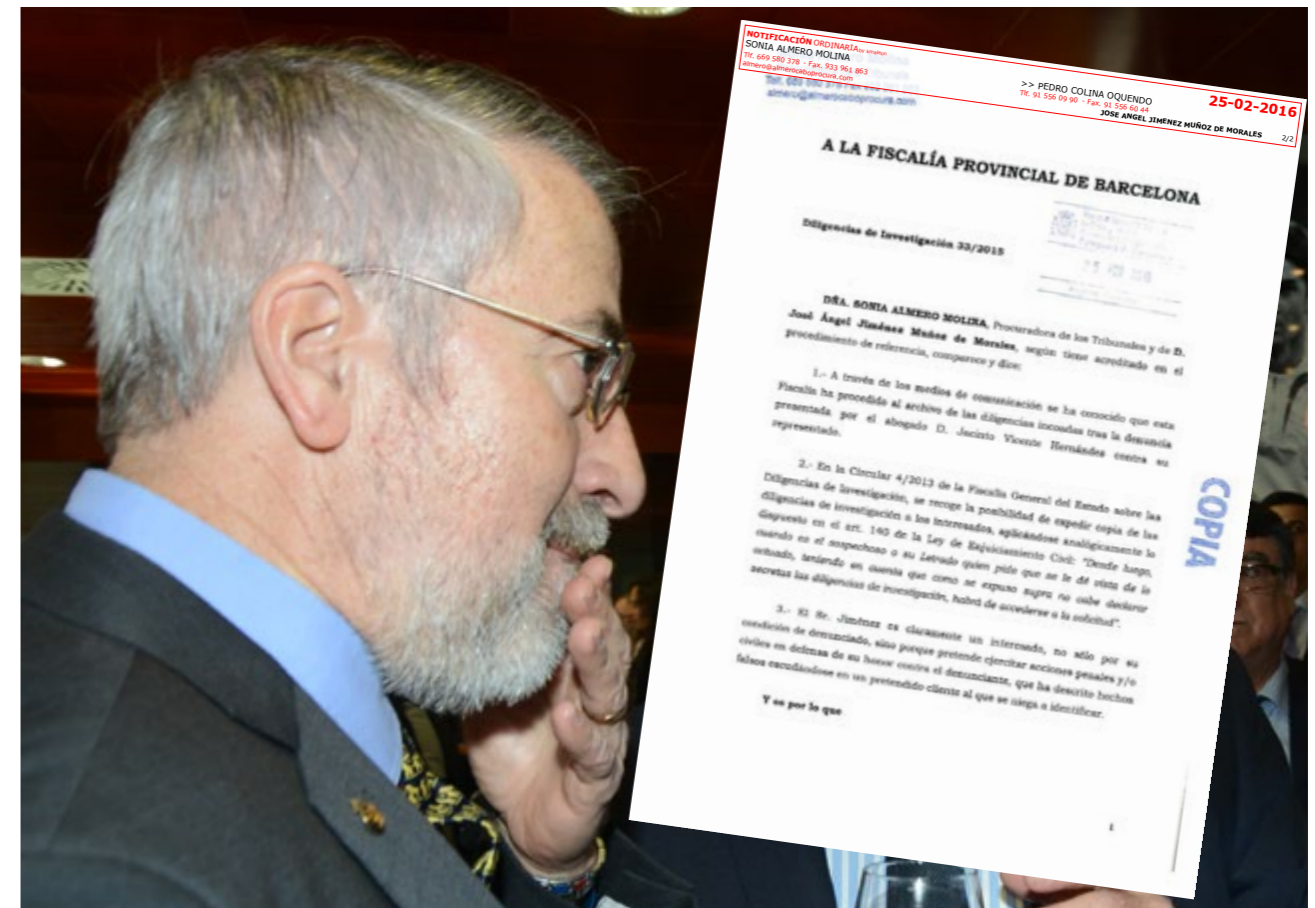 NOTIFICACIÓN ORDINARIA
SONIA ALMERO MOLINA
Tlf. 669 580 378 - Fax. 933 961 863
almero@almerocaboprocura.com
>> PEDRO COLINA OQUENDO
Tlf. 91 556 09 90 - Fax. 91 556 60 44
25-02-2016
JOSE ANGEL JIMENEZ MUÑOZ DE MORALES
2/2
almero@almerocaboprocura.com
A LA FISCALÍA PROVINCIAL DE BARCELONA
Diligencias de Investigación 33/2015
DÑA. SONIA ALMERO MOLINA, Procuradora de los Tribunales y de D.
José Ángel Jiménez Muñoz de Morales, según tiene acreditado en el
procedimiento de referencia, comparece y dice:
1.- A través de los medios de comunicación se ha conocido que esta
Fiscalía ha procedido al archivo de las diligencias incoadas tras la denuncia
presentada por el abogado D. Jacinto Vicente Hernández contra su
representado.
2.- En la Circular 4/2013 de la Fiscalía General del Estado sobre las
Diligencias de Investigación, se recoge la posibilidad de expedir copia de las
diligencias de investigación a los interesados, aplicándose analógicamente lo
dispuesto en el art. 140 de la Ley de Enjuiciamiento Civil: "Desde luego,
cuando es el sospechoso o su Letrado quien pide que se le dé vista de lo
actuado, teniendo en cuenta que como se expuso supra no cabe declarar
secretas las diligencias de investigación, habrá de accederse a la solicitud".
3.- El Sr. Jiménez es claramente un interesado, no sólo por su
condición de denunciado, sino porque pretende ejercitar acciones penales y/o
civiles en defensa de su honor contra el denunciante, que ha descrito hechos
falsos escudándose en un pretendido cliente al que se niega a identificar.
Y es por lo que
1
COPIA